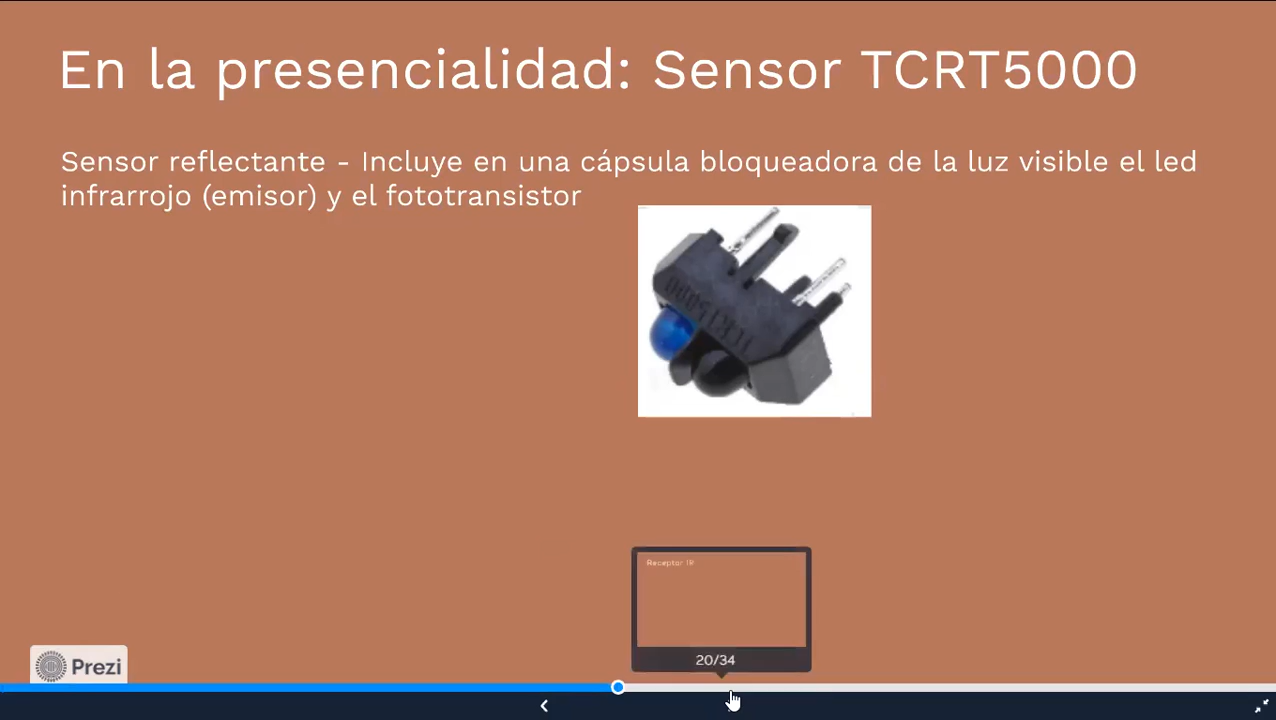 En la presencialidad: Sensor TCRT5000
Sensor reflectante - Incluye en una cápsula bloqueadora de la luz visible el led
infrarrojo (emisor) y el fototransistor
TCRT5000
Receptor IR
20/34
Prezi